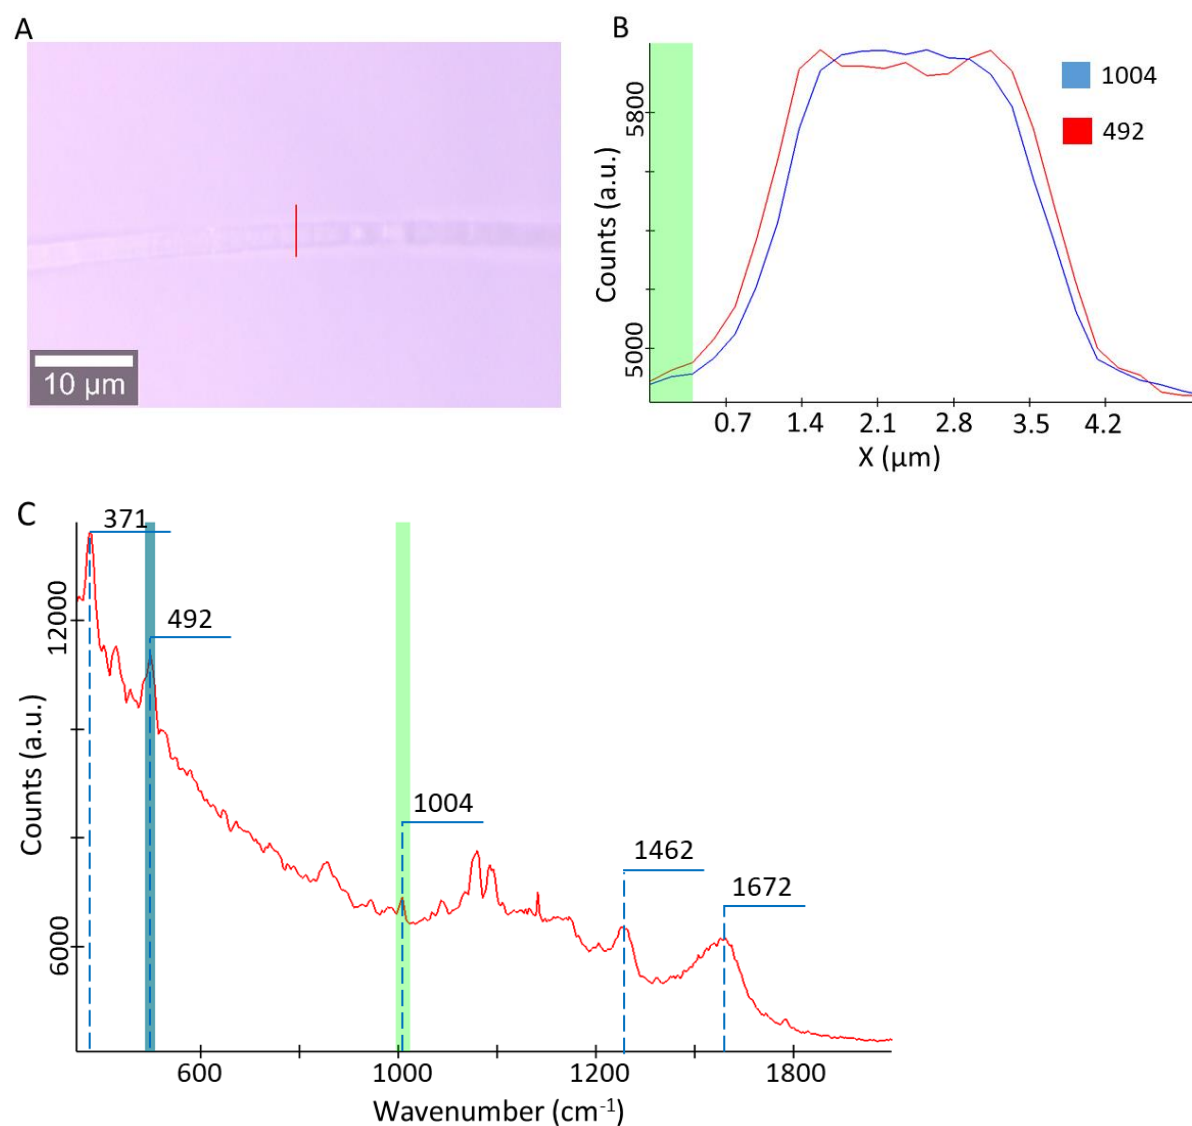 A
10 µm
B
Counts (a.u.)
5800
5000
0.7 1.4 2.1 2.8 3.5 4.2
X (µm)
1004
492
C
Counts (a.u.)
12000
6000
371
492
1004
1462
1672
600 1000 1200 1800
Wavenumber (cm⁻¹)